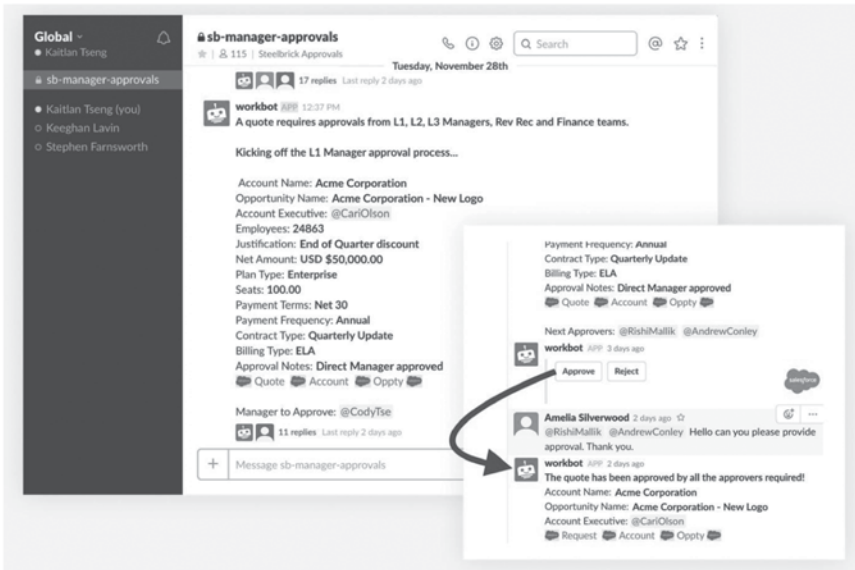 Global
Kaitlan Tseng
sb-manager-approvals
Kaitlan Tseng (you)
Keeghan Lavin
Stephen Farnsworth
sb-manager-approvals
115 | Steelbrick Approvals
Search
Tuesday, November 28th
17 replies Last reply 2 days ago
workbot APP 12:37 PM
A quote requires approvals from L1, L2, L3 Managers, Rev Rec and Finance teams.
Kicking off the L1 Manager approval process...
Account Name: Acme Corporation
Opportunity Name: Acme Corporation - New Logo
Account Executive: @CariOlson
Employees: 24863
Justification: End of Quarter discount
Net Amount: USD $50,000.00
Plan Type: Enterprise
Seats: 100.00
Payment Terms: Net 30
Payment Frequency: Annual
Contract Type: Quarterly Update
Billing Type: ELA
Approval Notes: Direct Manager approved
Quote Account Oppty
Manager to Approve: @CodyTse
11 replies Last reply 2 days ago
Message sb-manager-approvals
Payment Frequency: Annual
Contract Type: Quarterly Update
Billing Type: ELA
Approval Notes: Direct Manager approved
Quote Account Oppty
Next Approvers: @RishiMallik @AndrewConley
workbot APP 3 days ago
Approve Reject
salesforce
Amelia Silverwood 2 days ago
@RishiMallik @AndrewConley Hello can you please provide
approval. Thank you.
workbot APP 2 days ago
The quote has been approved by all the approvers required!
Account Name: Acme Corporation
Opportunity Name: Acme Corporation - New Logo
Account Executive: @CariOlson
Request Account Oppty